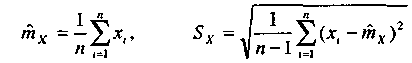 m̂_X = 1/n ∑_{i=1}^{n} x_i, S_X = √(1/(n-1) ∑_{i=1}^{n} (x_i - m̂_X)²)